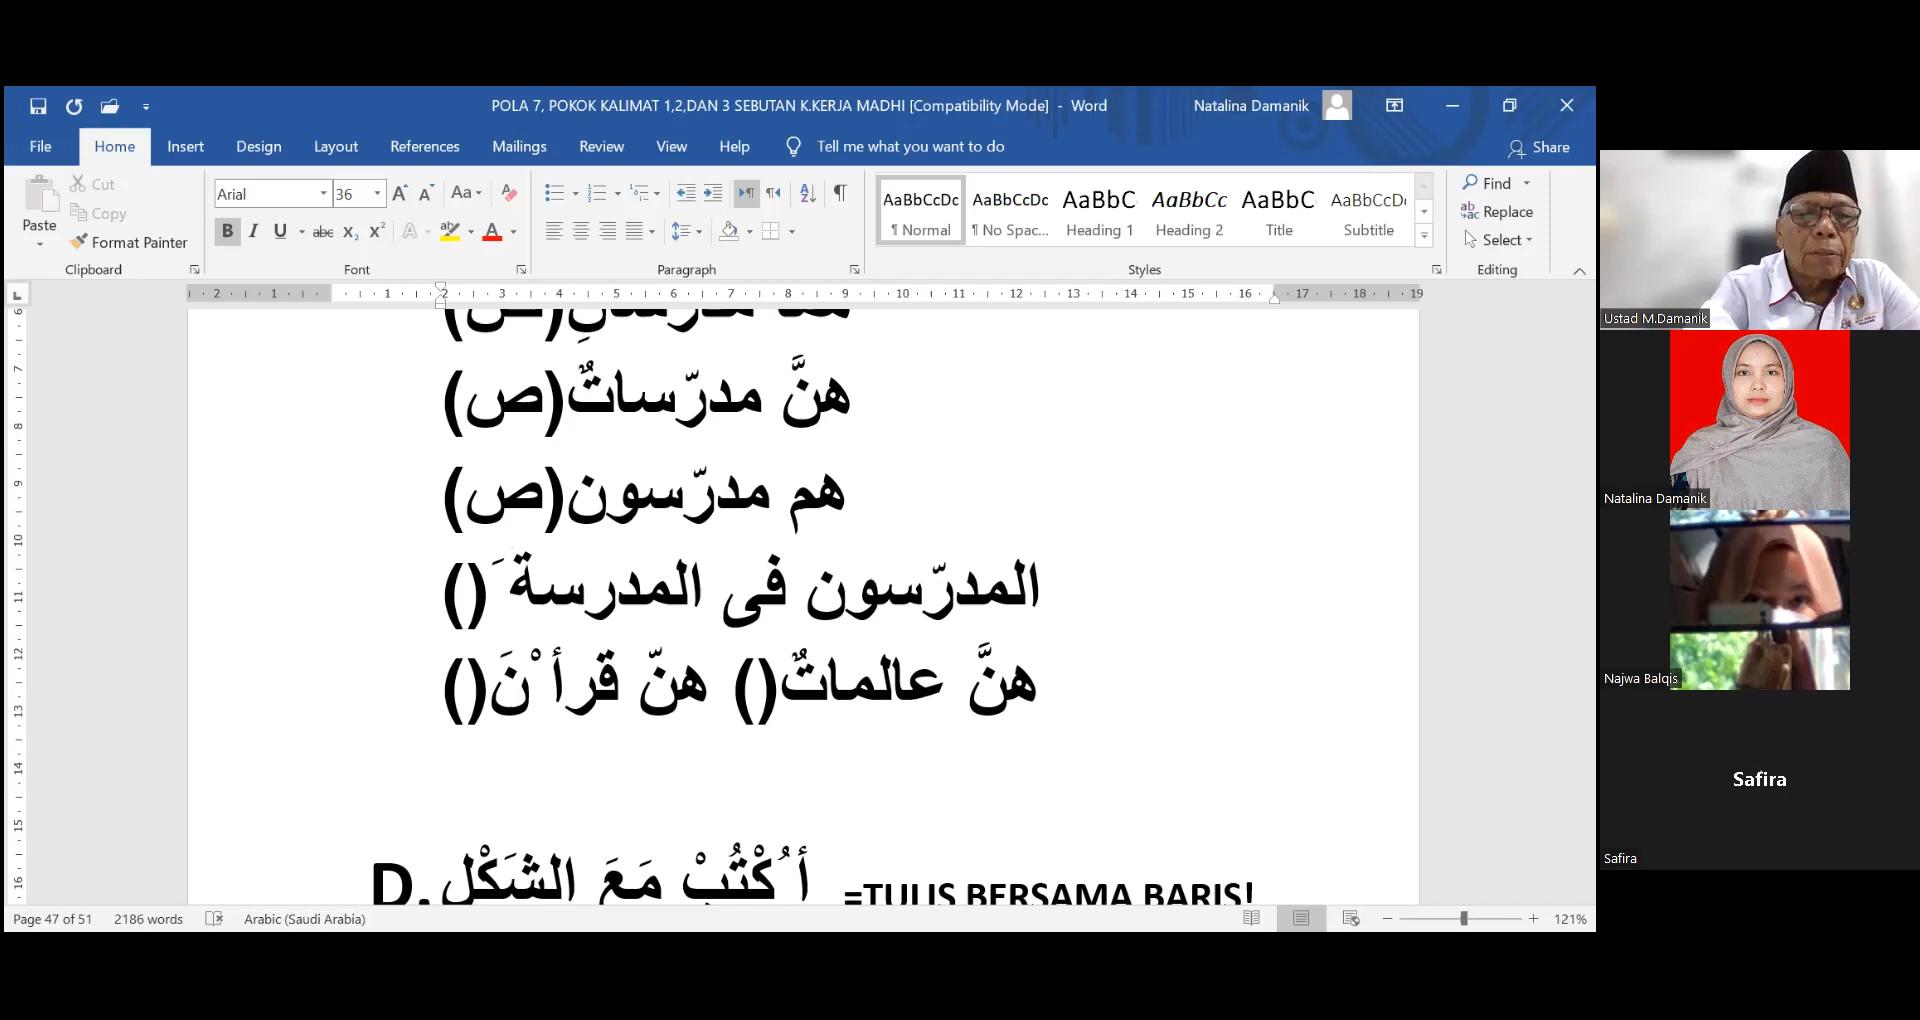 POLA 7, POKOK KALIMAT 1,2,DAN 3 SEBUTAN K.KERJA MADHI [Compatibility Mode] - Word
Natalina Damanik
File Home Insert Design Layout References Mailings Review View Help Tell me what you want to do Share
Paste
Cut
Copy
Format Painter
Clipboard
Arial 36
Font
Paragraph
AaBbCcDc AaBbCcDc AaBbC AaBbCc AaBbC AaBbCcDc
¶ Normal ¶ No Spac... Heading 1 Heading 2 Title Subtitle
Styles
Find
Replace
Select
Editing
هنَّ مدرّساتٌ(ص)
هم مدرّسون(ص)
المدرّسون فى المدرسة َ()
هنَّ عالماتٌ() هنّ قرأ ْنَ()
D. أ ُكْتُبْ مَعَ الشَكْلِ =TULIS BERSAMA BARIS!
Page 47 of 51 2186 words Arabic (Saudi Arabia) 121%
Ustad M.Damanik
Natalina Damanik
Najwa Balqis
Safira
Safira